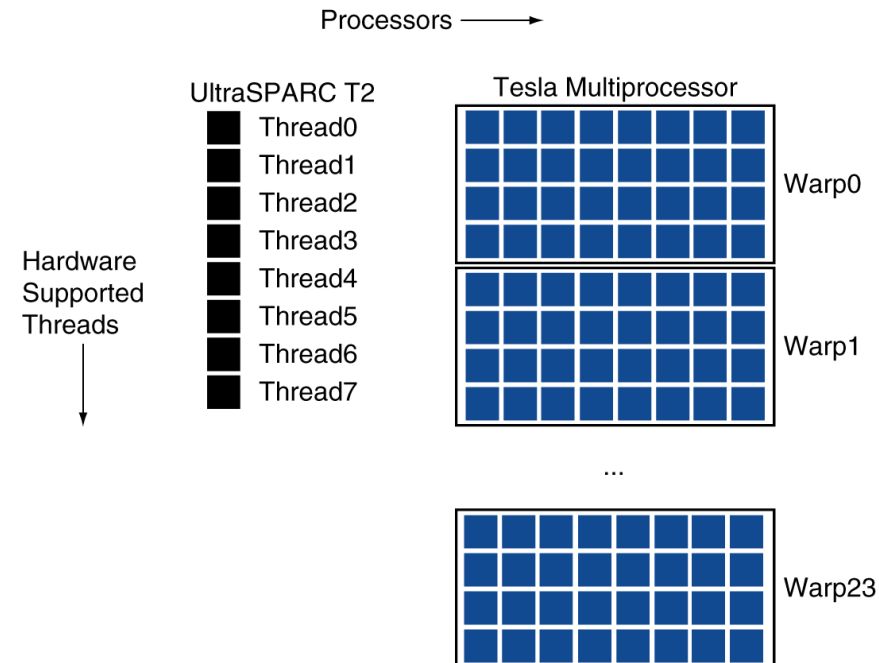 Processors
UltraSPARC T2
Tesla Multiprocessor
Thread0
Thread1
Thread2
Thread3
Thread4
Thread5
Thread6
Thread7
Hardware
Supported
Threads
Warp0
Warp1
...
Warp23